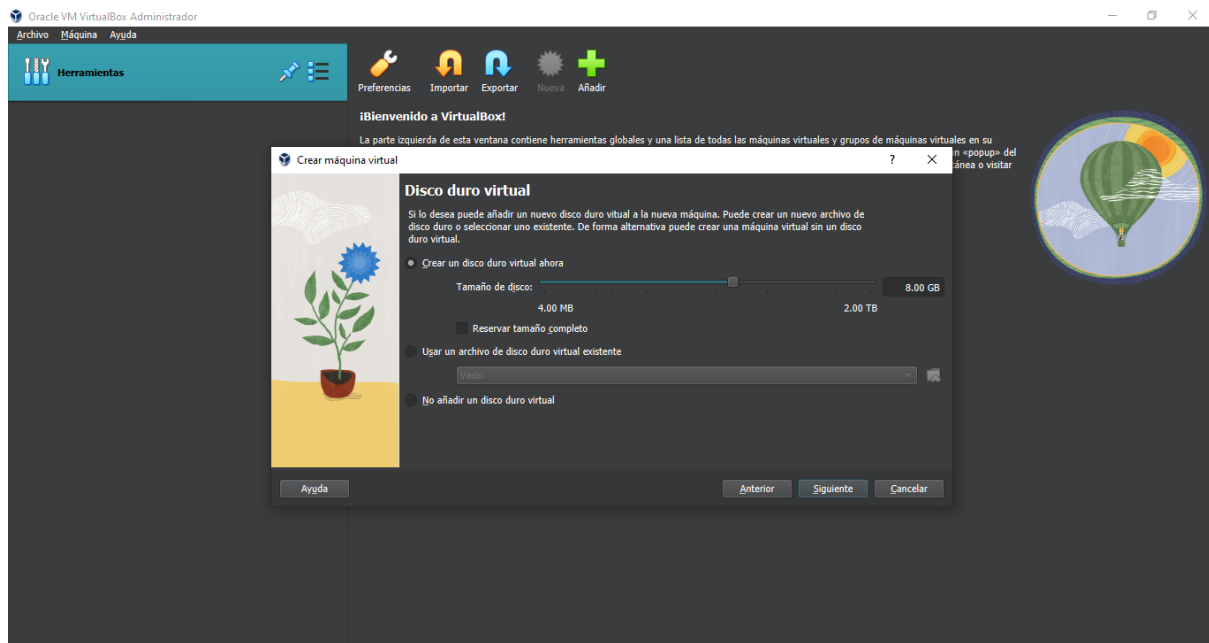 Oracle VM VirtualBox Administrador
Archivo Máquina Ayuda
Herramientas
Preferencias Importar Exportar Nueva Añadir
¡Bienvenido a VirtualBox!
La parte izquierda de esta ventana contiene herramientas globales y una lista de todas las máquinas virtuales y grupos de máquinas virtuales en su
n «popup» del
ánea o visitar
Crear máquina virtual ?
Disco duro virtual
Si lo desea puede añadir un nuevo disco duro vitual a la nueva máquina. Puede crear un nuevo archivo de
disco duro o seleccionar uno existente. De forma alternativa puede crear una máquina virtual sin un disco
duro virtual.
Crear un disco duro virtual ahora
Tamaño de disco: 8.00 GB
4.00 MB 2.00 TB
Reservar tamaño completo
Usar un archivo de disco duro virtual existente
Vacío
No añadir un disco duro virtual
Ayuda Anterior Siguiente Cancelar